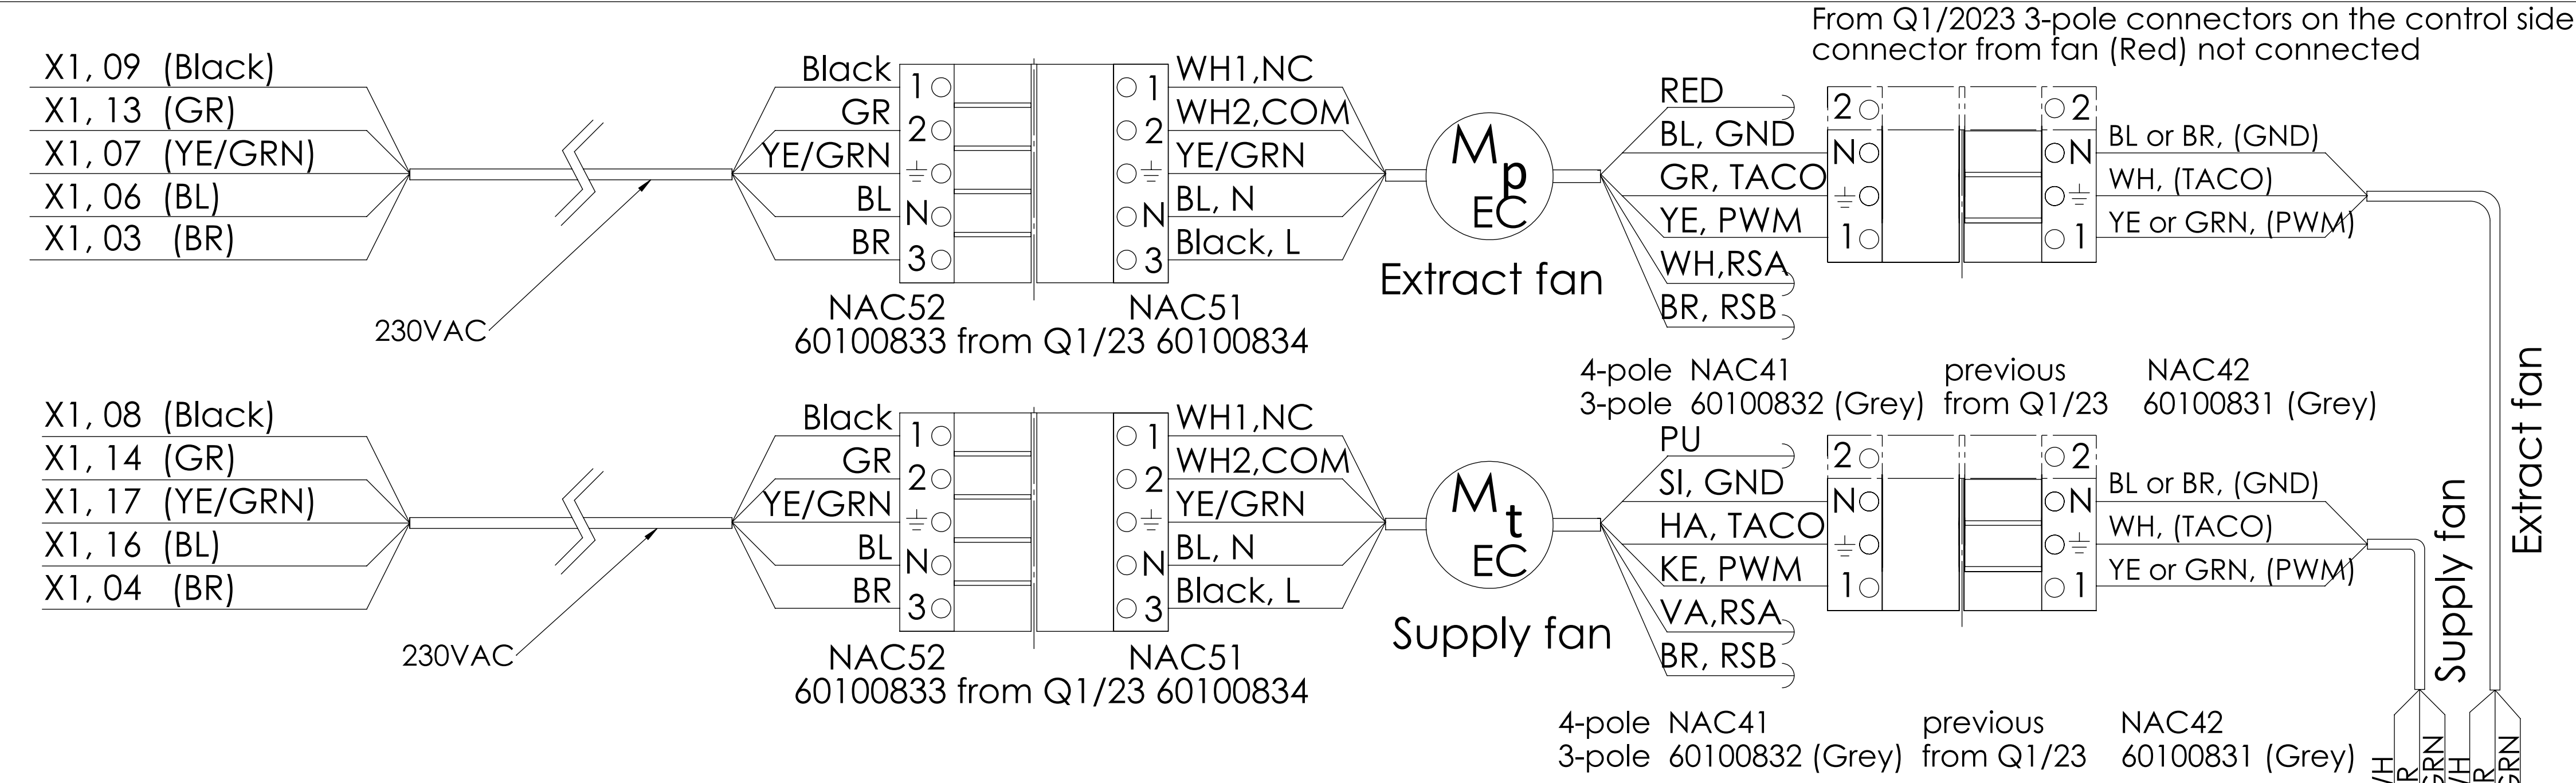 From Q1/2023 3-pole connectors on the control side
connector from fan (Red) not connected
X1, 09 (Black)
X1, 13 (GR)
X1, 07 (YE/GRN)
X1, 06 (BL)
X1, 03 (BR)
230VAC
Black
GR
YE/GRN
BL
BR
1
2
N
3
NAC52
1
2
N
3
NAC51
60100833 from Q1/23 60100834
WH1,NC
WH2,COM
YE/GRN
BL, N
Black, L
Mp
EC
Extract fan
RED
BL, GND
GR, TACO
YE, PWM
WH,RSA
BR, RSB
2
N
1
2
N
1
BL or BR, (GND)
WH, (TACO)
YE or GRN, (PWM)
4-pole NAC41 previous NAC42
3-pole 60100832 (Grey) from Q1/23 60100831 (Grey)
Extract fan
X1, 08 (Black)
X1, 14 (GR)
X1, 17 (YE/GRN)
X1, 16 (BL)
X1, 04 (BR)
230VAC
Black
GR
YE/GRN
BL
BR
1
2
N
3
NAC52
1
2
N
3
NAC51
60100833 from Q1/23 60100834
WH1,NC
WH2,COM
YE/GRN
BL, N
Black, L
Mt
EC
Supply fan
PU
SI, GND
HA, TACO
KE, PWM
VA,RSA
BR, RSB
2
N
1
2
N
1
BL or BR, (GND)
WH, (TACO)
YE or GRN, (PWM)
Supply fan
4-pole NAC41 previous NAC42
3-pole 60100832 (Grey) from Q1/23 60100831 (Grey)